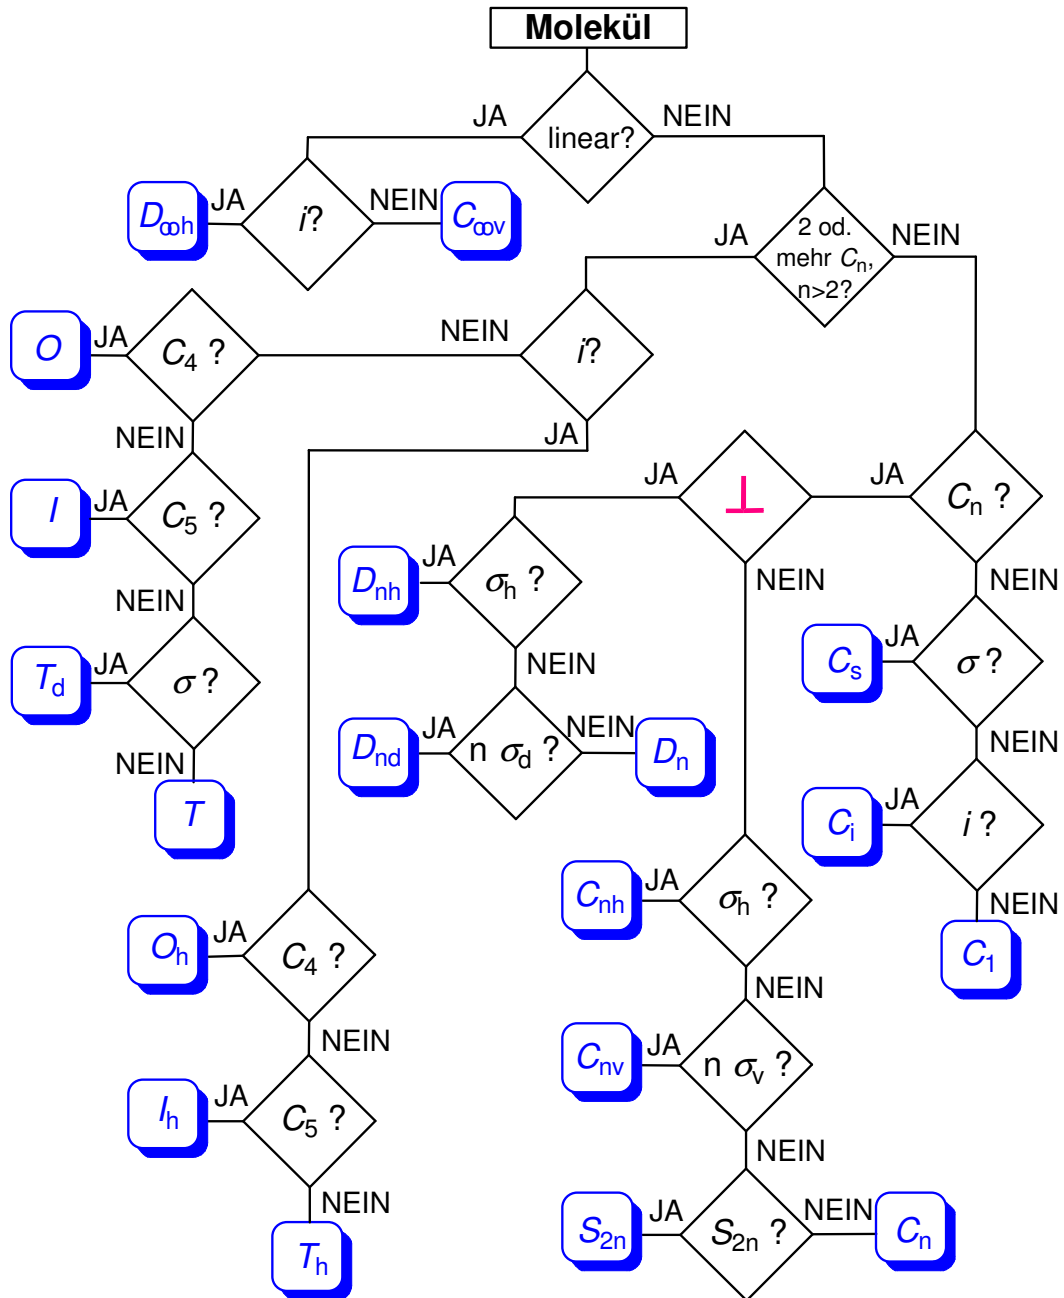 Molekül
JA
NEIN
linear?
D∞h
JA
i?
NEIN
C∞v
JA
2 od.
mehr Cn,
n>2?
NEIN
O
JA
C4 ?
NEIN
i?
JA
NEIN
I
JA
C5 ?
JA
⊥
JA
Cn ?
NEIN
Dnh
JA
σh ?
NEIN
NEIN
Td
JA
σ ?
NEIN
Cs
JA
σ ?
NEIN
Dnd
JA
n σd ?
NEIN
Dn
NEIN
T
Ci
JA
i ?
Cnh
JA
σh ?
NEIN
Oh
JA
C4 ?
C1
NEIN
NEIN
Cnv
JA
n σv ?
Ih
JA
C5 ?
NEIN
NEIN
Th
S2n
JA
S2n ?
NEIN
Cn